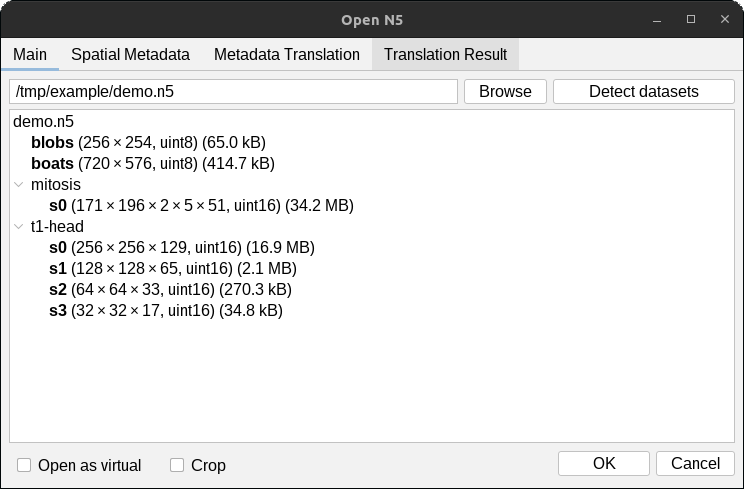 Open N5
Main Spatial Metadata Metadata Translation Translation Result
/tmp/example/demo.n5 Browse Detect datasets
demo.n5
blobs (256 × 254, uint8) (65.0 kB)
boats (720 × 576, uint8) (414.7 kB)
mitosis
s0 (171 × 196 × 2 × 5 × 51, uint16) (34.2 MB)
t1-head
s0 (256 × 256 × 129, uint16) (16.9 MB)
s1 (128 × 128 × 65, uint16) (2.1 MB)
s2 (64 × 64 × 33, uint16) (270.3 kB)
s3 (32 × 32 × 17, uint16) (34.8 kB)
Open as virtual Crop OK Cancel